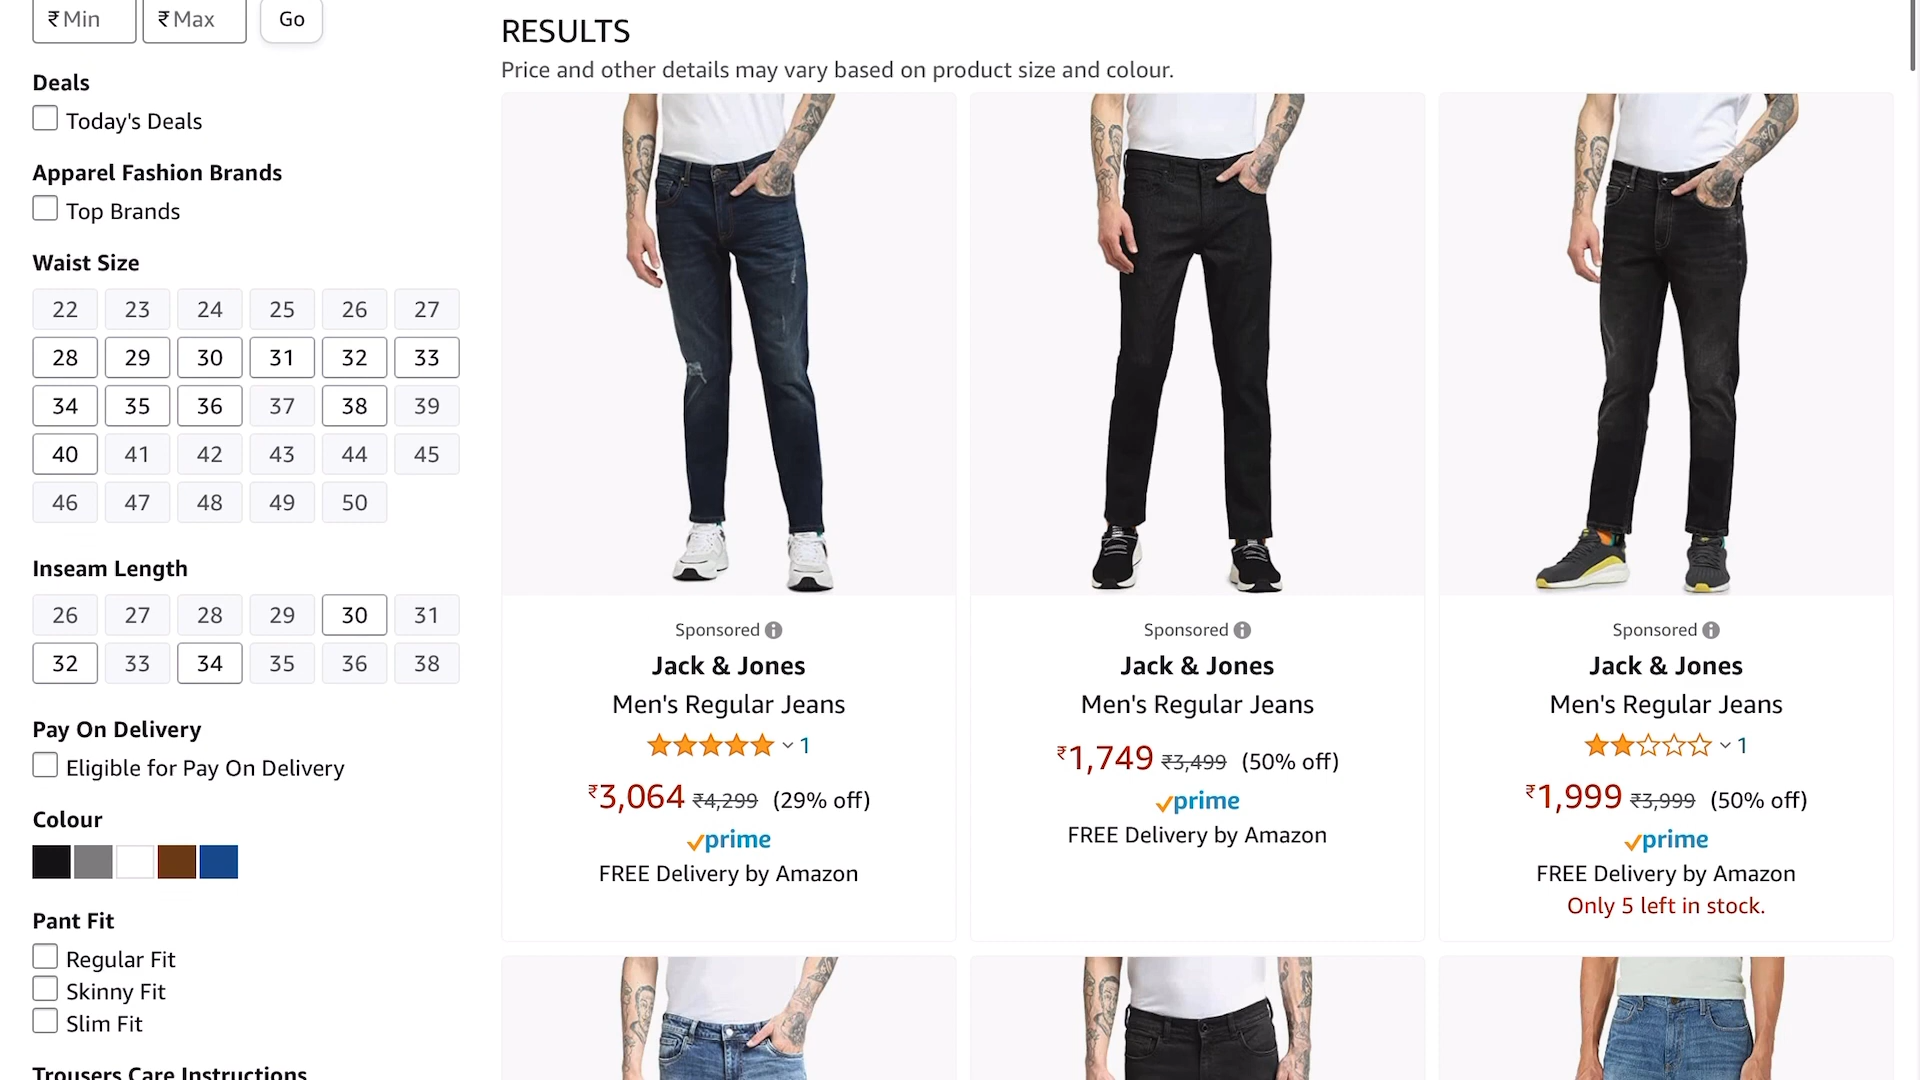 ₹ Min ₹ Max Go
Deals
Today's Deals
Apparel Fashion Brands
Top Brands
Waist Size
22 23 24 25 26 27
28 29 30 31 32 33
34 35 36 37 38 39
40 41 42 43 44 45
46 47 48 49 50
Inseam Length
26 27 28 29 30 31
32 33 34 35 36 38
Pay On Delivery
Eligible for Pay On Delivery
Colour
Pant Fit
Regular Fit
Skinny Fit
Slim Fit
Trousers Care Instructions
RESULTS
Price and other details may vary based on product size and colour.
Sponsored
Jack & Jones
Men's Regular Jeans
1
₹3,064 ₹4,299 (29% off)
prime
FREE Delivery by Amazon
Sponsored
Jack & Jones
Men's Regular Jeans
₹1,749 ₹3,499 (50% off)
prime
FREE Delivery by Amazon
Sponsored
Jack & Jones
Men's Regular Jeans
1
₹1,999 ₹3,999 (50% off)
prime
FREE Delivery by Amazon
Only 5 left in stock.